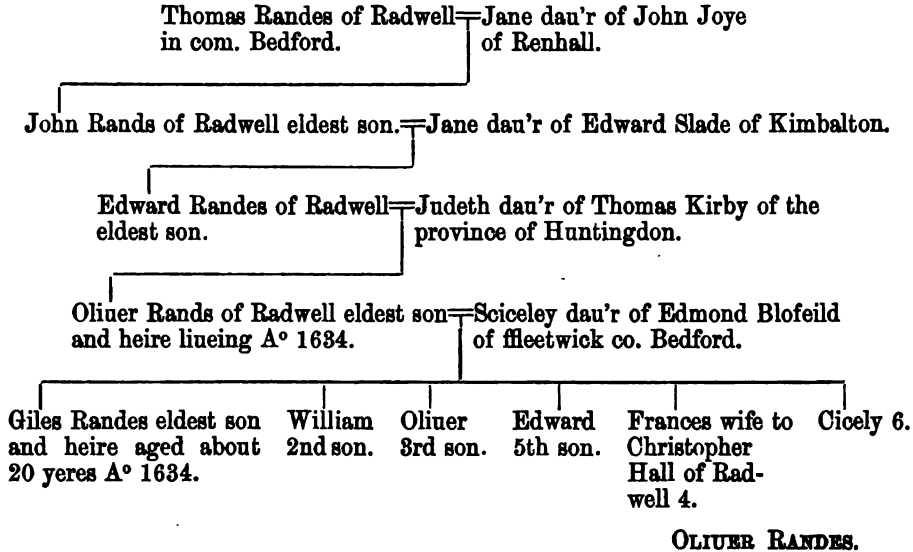 Thomas Randes of Radwell=Jane dau'r of John Joye
in com. Bedford. of Renhall.
John Rands of Radwell eldest son.=Jane dau'r of Edward Slade of Kimbalton.
Edward Randes of Radwell=Judeth dau'r of Thomas Kirby of the
eldest son. province of Huntingdon.
Oliuer Rands of Radwell eldest son=Sciceley dau'r of Edmond Blofeild
and heire liueing Aº 1634. of ffleetwick co. Bedford.
Giles Randes eldest son
and heire aged about
20 yeres Aº 1634.
William
2nd son.
Oliuer
3rd son.
Edward
5th son.
Frances wife to
Christopher
Hall of Rad-
well 4.
Cicely 6.
OLIUER RANDES.